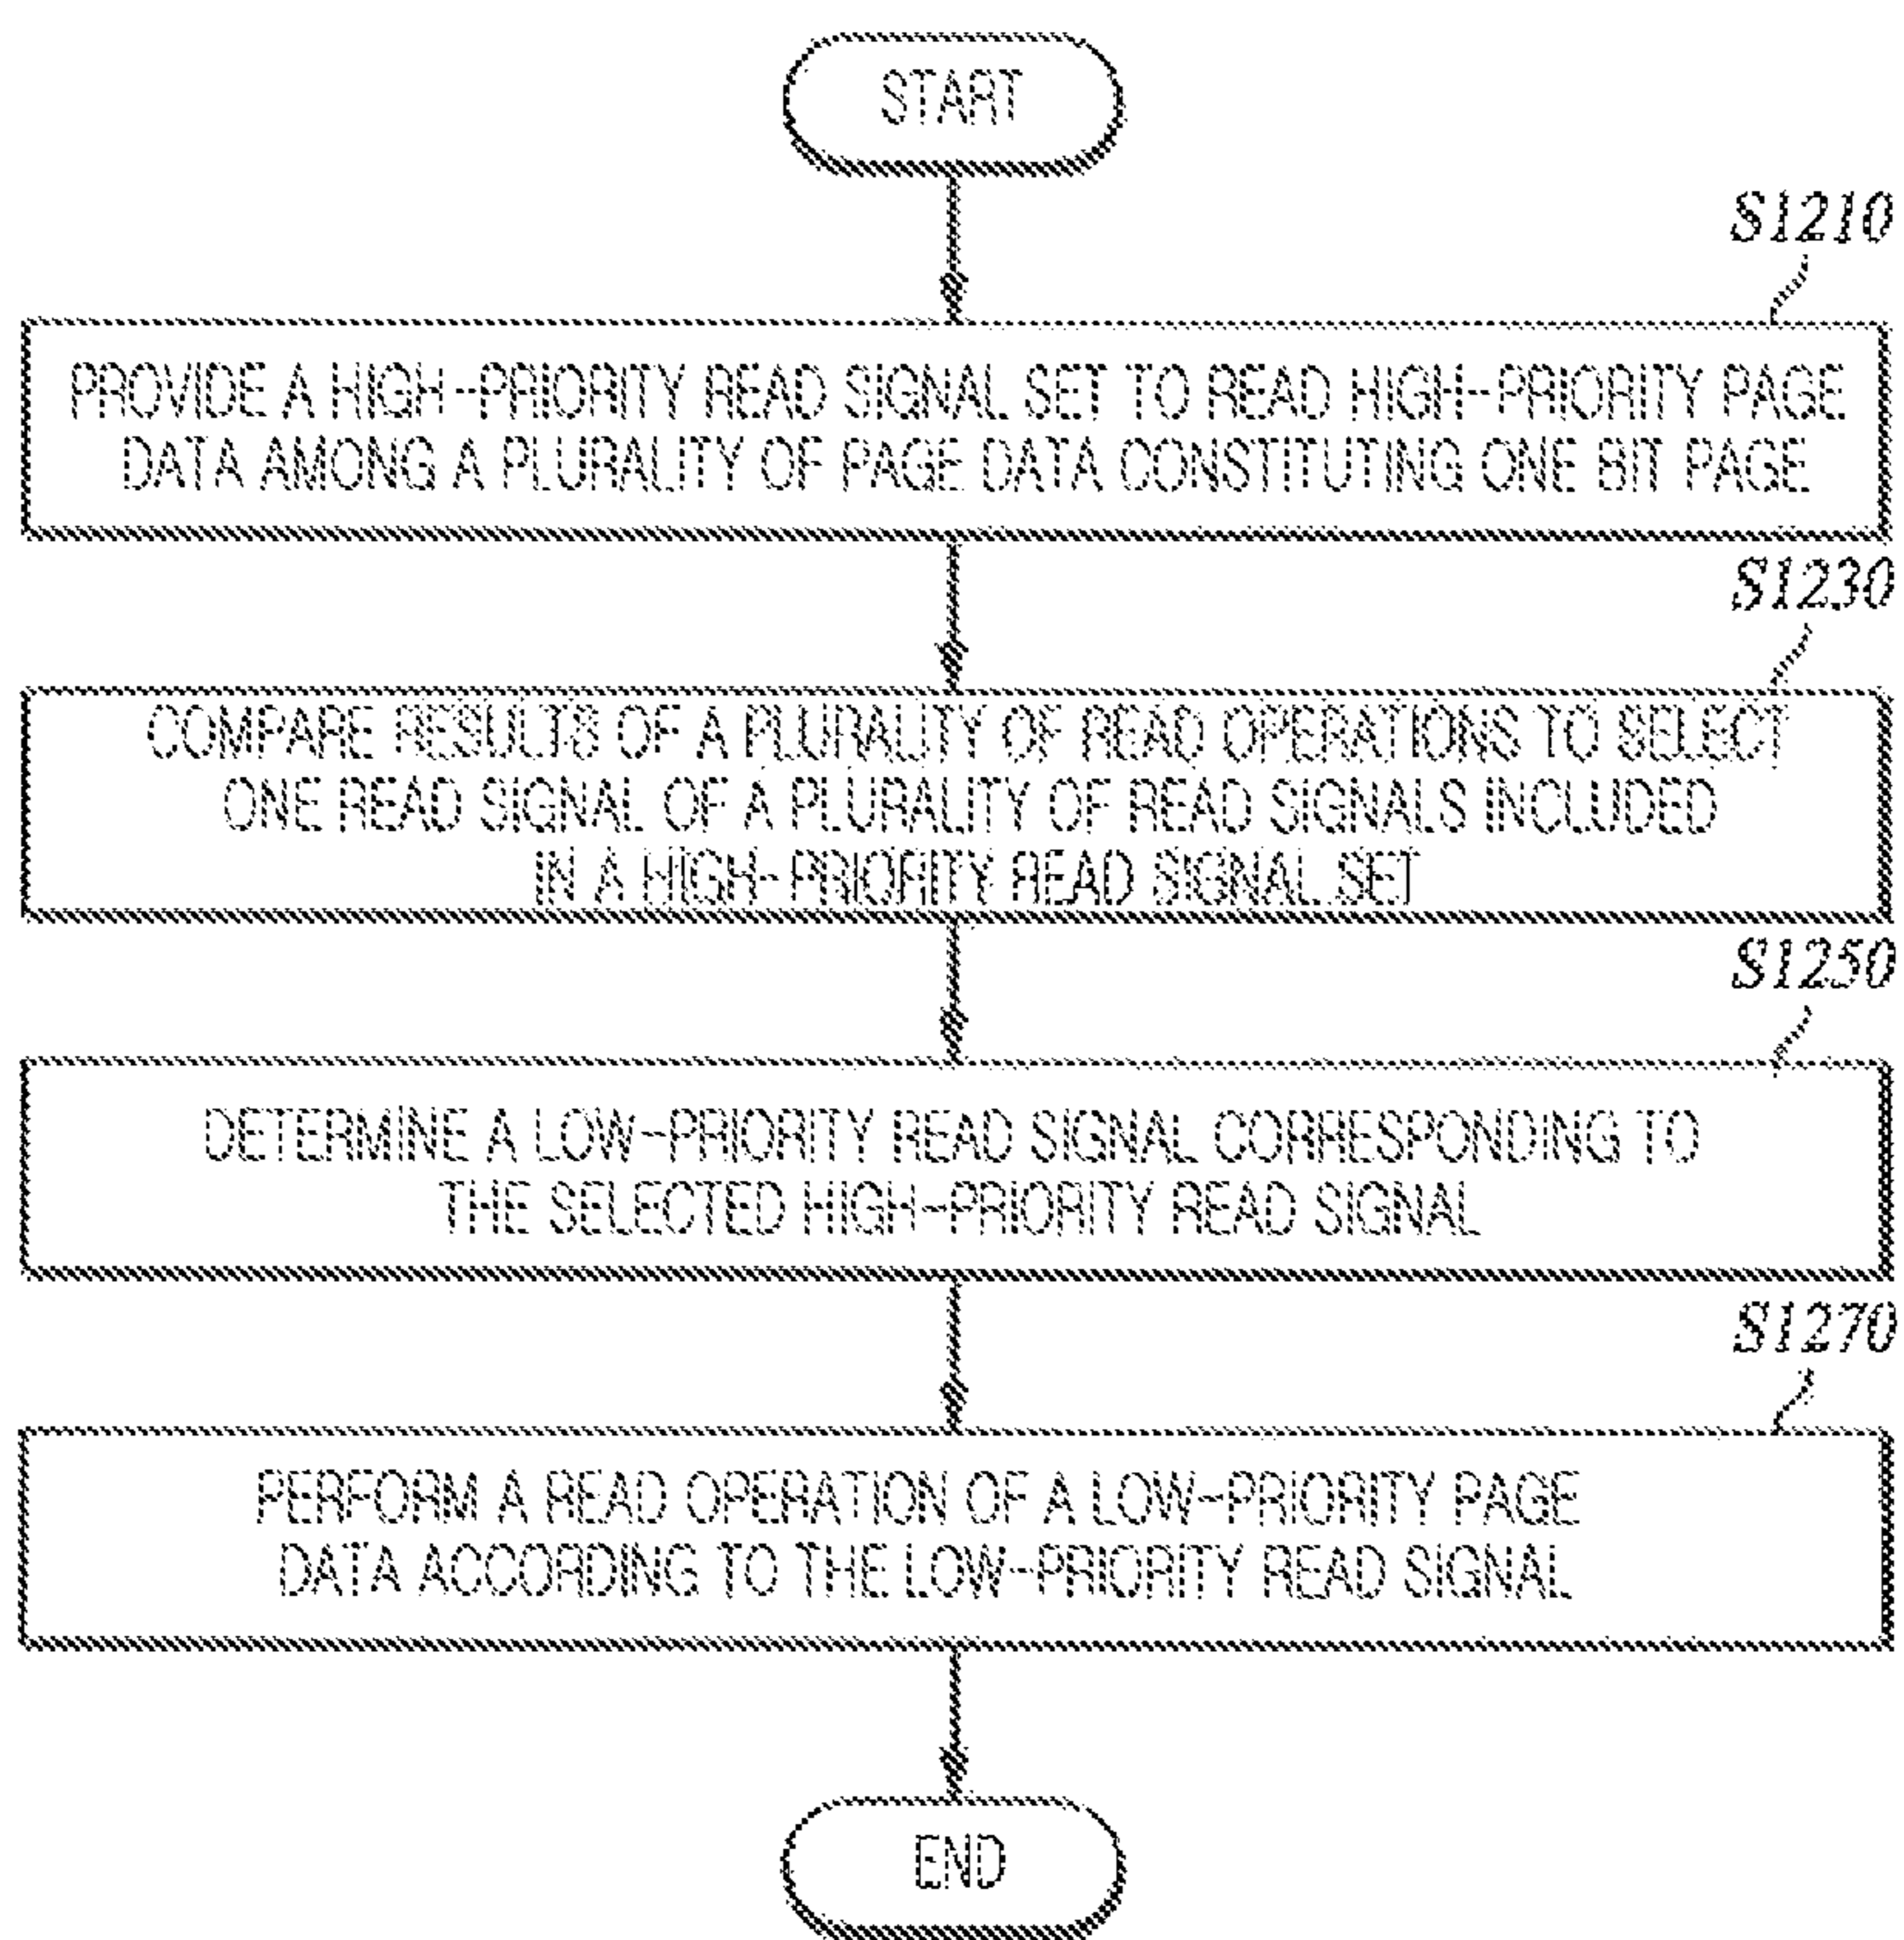 START
S1210
PROVIDE A HIGH-PRIORITY READ SIGNAL SET TO READ HIGH-PRIORITY PAGE
DATA AMONG A PLURALITY OF PAGE DATA CONSTITUTING ONE BIT PAGE
S1230
COMPARE RESULTS OF A PLURALITY OF READ OPERATIONS TO SELECT
ONE READ SIGNAL OF A PLURALITY OF READ SIGNALS INCLUDED
IN A HIGH-PRIORITY READ SIGNAL SET
S1250
DETERMINE A LOW-PRIORITY READ SIGNAL CORRESPONDING TO
THE SELECTED HIGH-PRIORITY READ SIGNAL
S1270
PERFORM A READ OPERATION OF A LOW-PRIORITY PAGE
DATA ACCORDING TO THE LOW-PRIORITY READ SIGNAL
END